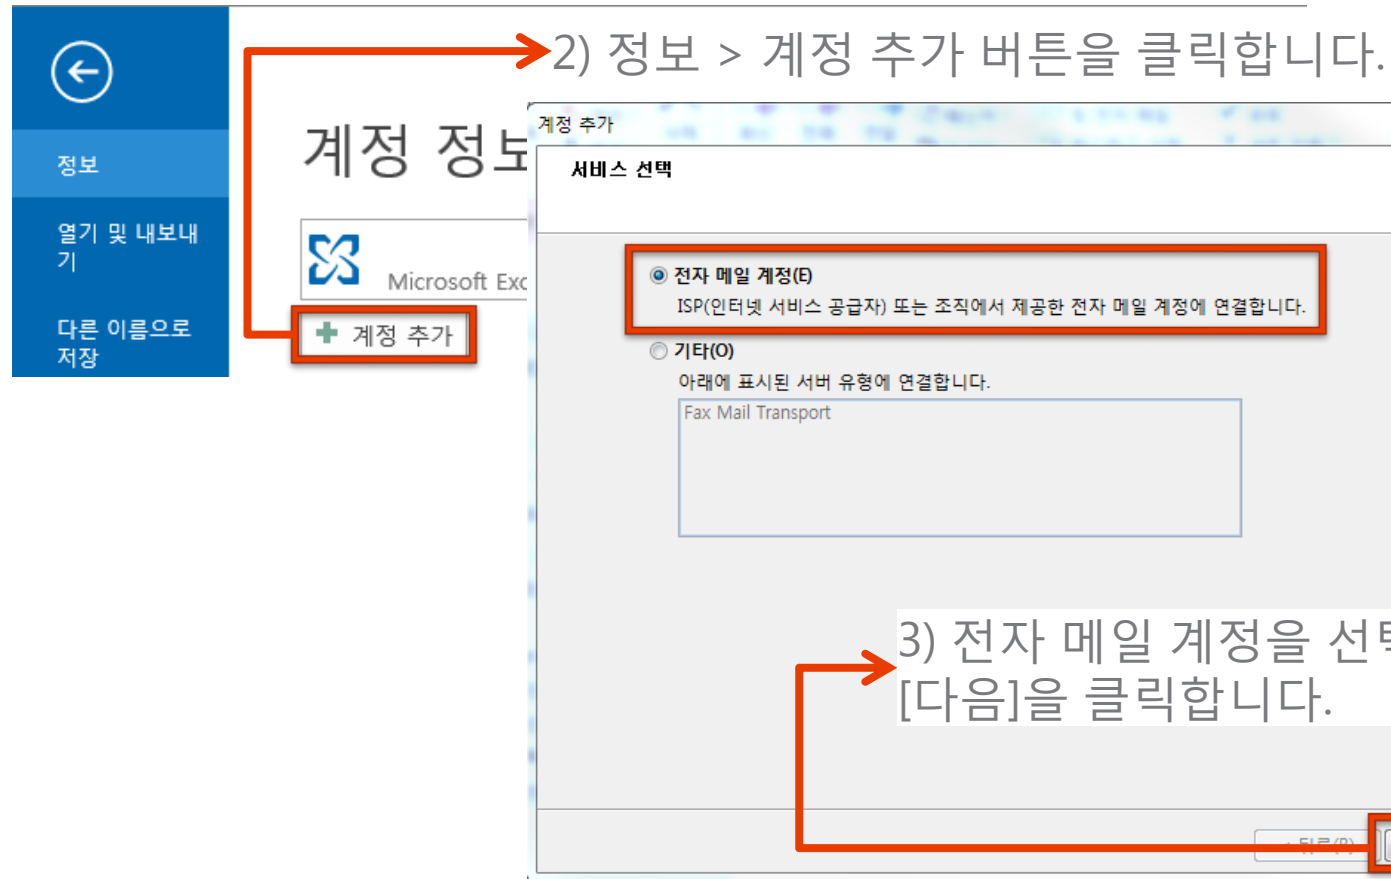 2) 정보 > 계정 추가 버튼을 클릭합니다.
정보
열기 및 내보내
기
다른 이름으로
저장
계정 정보
Microsoft Exc
계정 추가
계정 추가
서비스 선택
전자 메일 계정(E)
ISP(인터넷 서비스 공급자) 또는 조직에서 제공한 전자 메일 계정에 연결합니다.
기타(O)
아래에 표시된 서버 유형에 연결합니다.
Fax Mail Transport
3) 전자 메일 계정을 선택
[다음]을 클릭합니다.